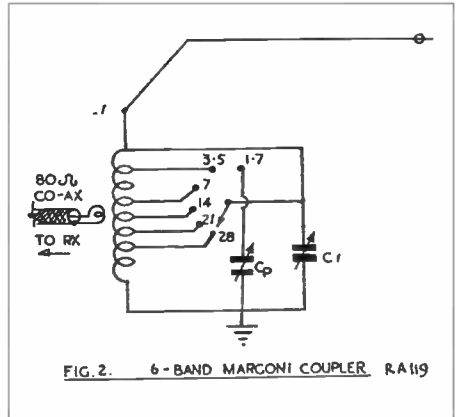 .1
3.5 1.7
7
14
21
28
80Ω
CO-AX
TO RX
Cp
C1
FIG. 2. 6-BAND MARCONI COUPLER RA119